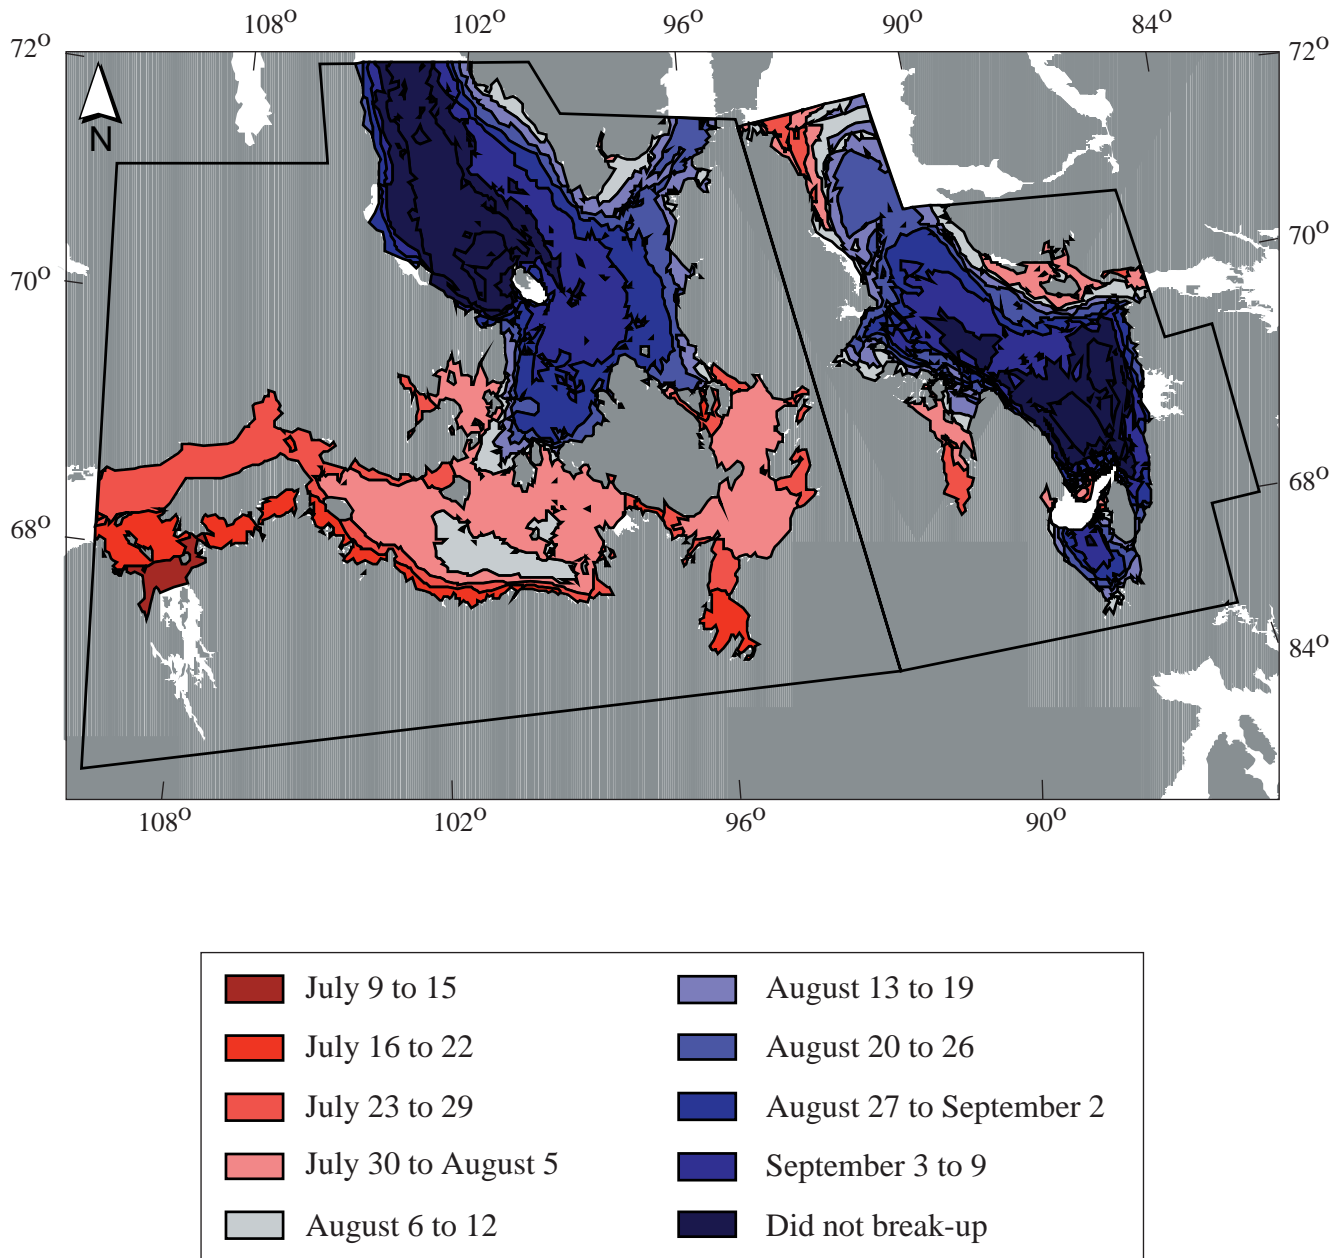 108o 102o 96o 90o 84o
72o 72o
N
70o 70o
68o 68o
84o
108o 102o 96o 90o
July 9 to 15
July 16 to 22
July 23 to 29
July 30 to August 5
August 6 to 12
August 13 to 19
August 20 to 26
August 27 to September 2
September 3 to 9
Did not break-up